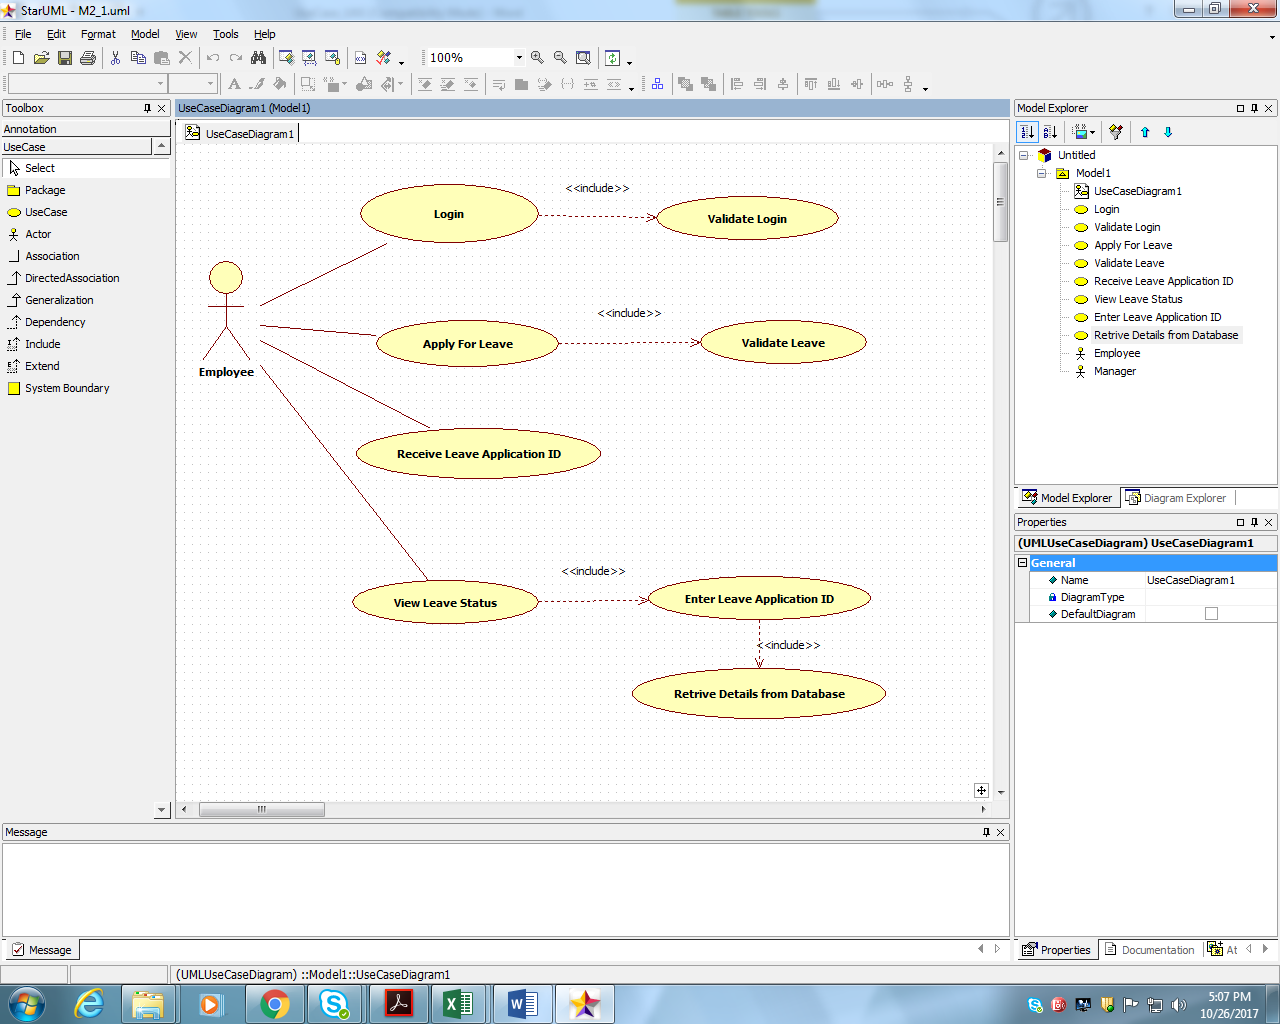 StarUML - M2_1.uml
File Edit Format Model View Tools Help
100%
Toolbox
Annotation
UseCase
Select
Package
UseCase
Actor
Association
DirectedAssociation
Generalization
Dependency
Include
Extend
System Boundary
UseCaseDiagram1 (Model1)
UseCaseDiagram1
Login
<<include>>
Validate Login
Employee
Apply For Leave
<<include>>
Validate Leave
Receive Leave Application ID
View Leave Status
<<include>>
Enter Leave Application ID
<<include>>
Retrive Details from Database
Model Explorer
Untitled
Model1
UseCaseDiagram1
Login
Validate Login
Apply For Leave
Validate Leave
Receive Leave Application ID
View Leave Status
Enter Leave Application ID
Retrive Details from Database
Employee
Manager
Model Explorer Diagram Explorer
Properties
(UMLUseCaseDiagram) UseCaseDiagram1
General
Name UseCaseDiagram1
DiagramType
DefaultDiagram
Properties Documentation At
Message
Message
(UMLUseCaseDiagram) ::Model1::UseCaseDiagram1
5:07 PM
10/26/2017